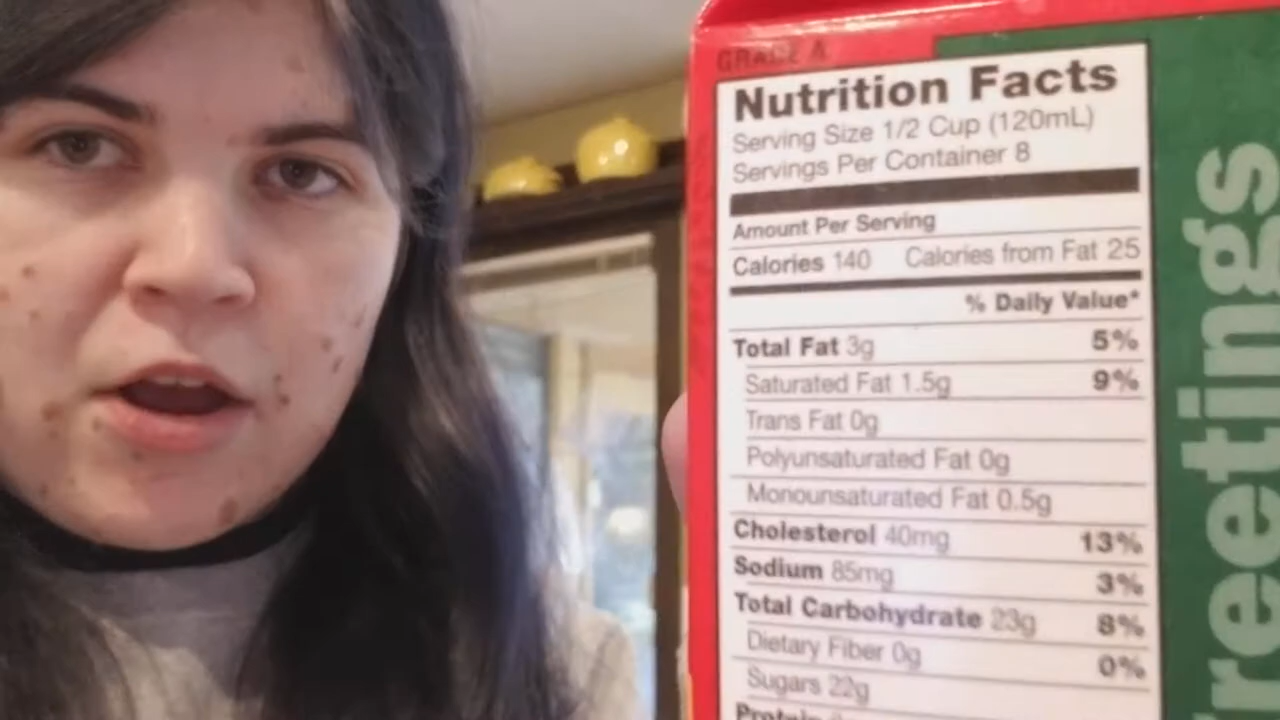 GRADE A
Nutrition Facts
Serving Size 1/2 Cup (120mL)
Servings Per Container 8
Amount Per Serving
Calories 140 Calories from Fat 25
% Daily Value*
Total Fat 3g 5%
Saturated Fat 1.5g 9%
Trans Fat 0g
Polyunsaturated Fat 0g
Monounsaturated Fat 0.5g
Cholesterol 40mg 13%
Sodium 85mg 3%
Total Carbohydrate 23g 8%
Dietary Fiber 0g 0%
Sugars 22g
Protein
reetings